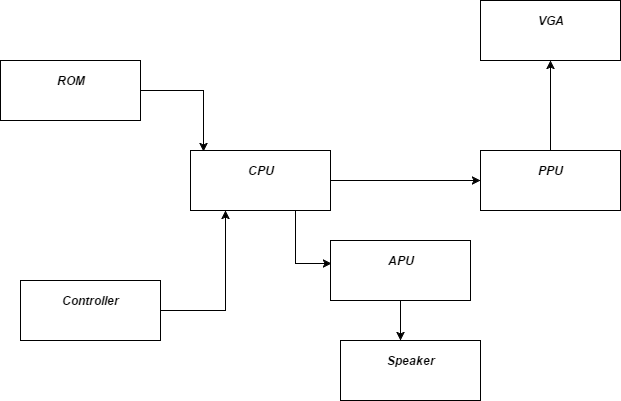 VGA
ROM
CPU
PPU
APU
Controller
Speaker